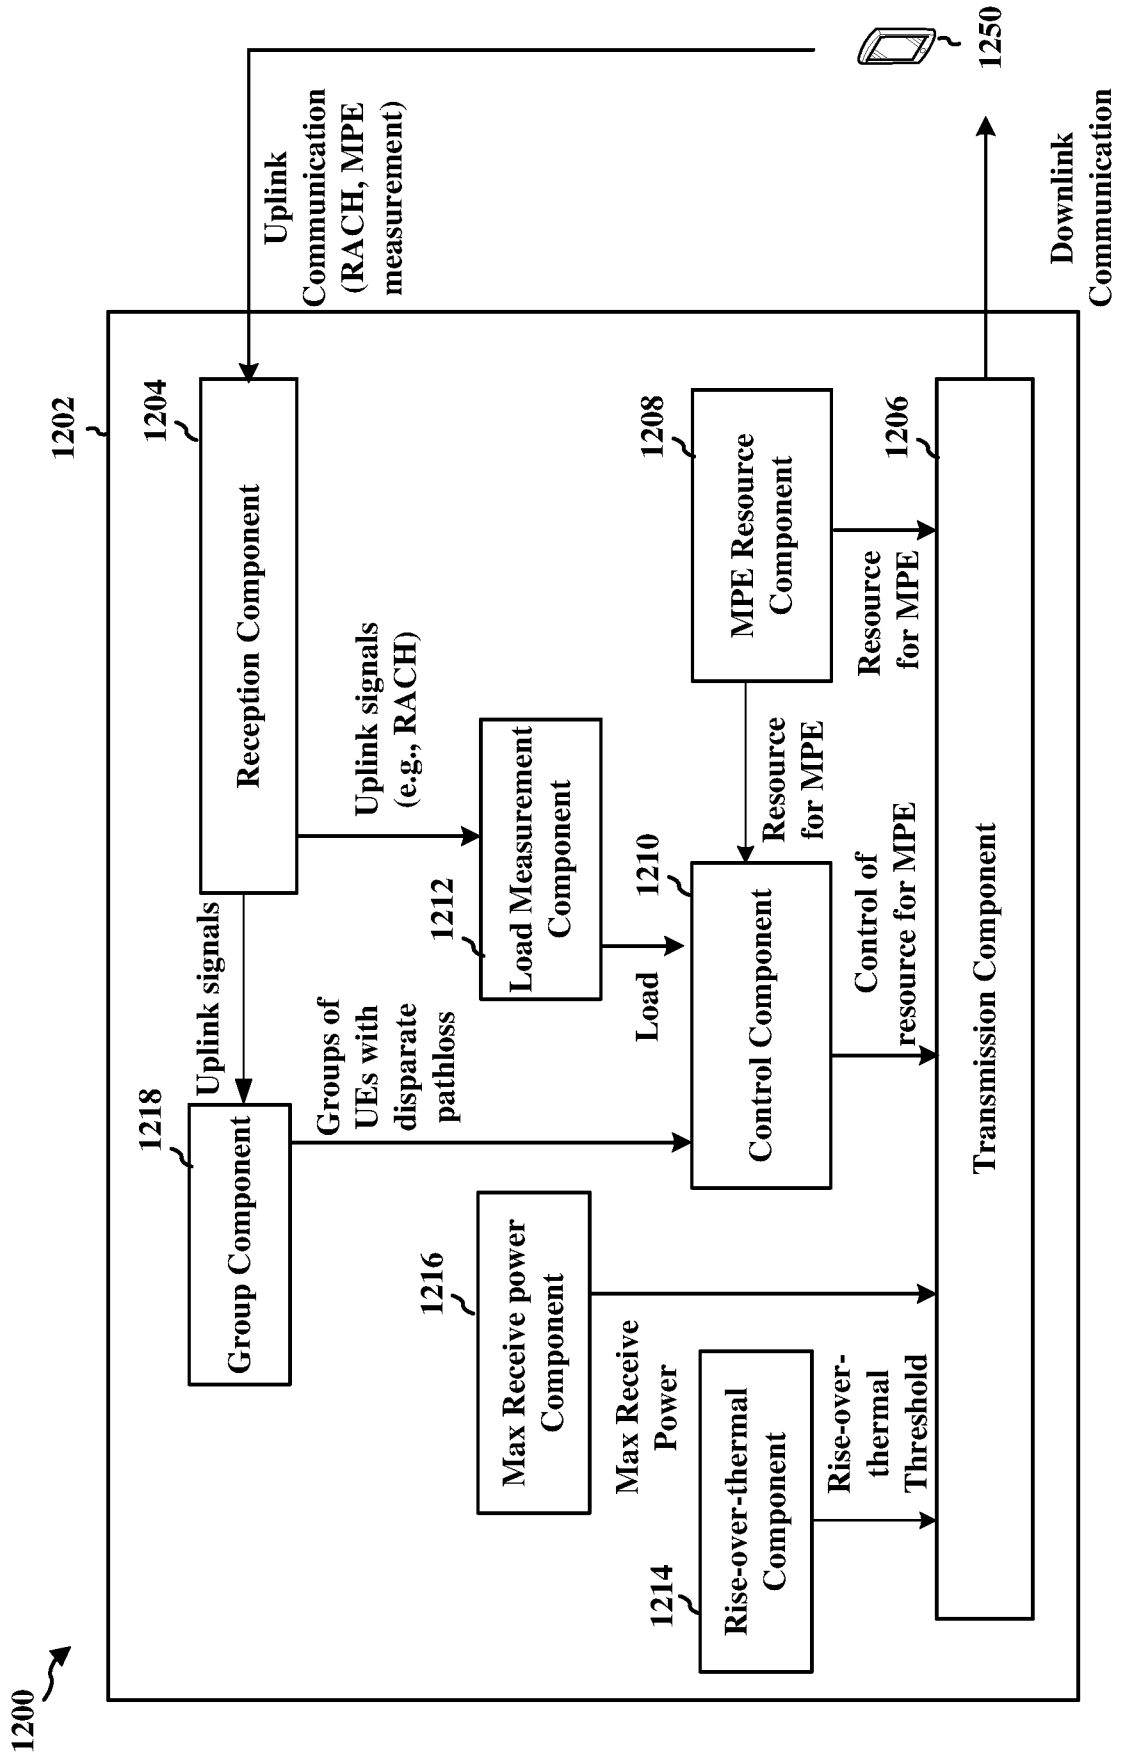 1200
1202
1204
Reception Component
Uplink
Communication
(RACH, MPE
measurement)
1218
Group Component
Uplink signals
Uplink signals
(e.g., RACH)
Groups of
UEs with
disparate
pathloss
1212
Load Measurement
Component
Load
1216
Max Receive power
Component
Max Receive
Power
1214
Rise-over-thermal
Component
Rise-over-
thermal
Threshold
1210
Control Component
Control of
resource for MPE
1208
MPE Resource
Component
Resource
for MPE
Resource
for MPE
1206
Transmission Component
Downlink
Communication
1250